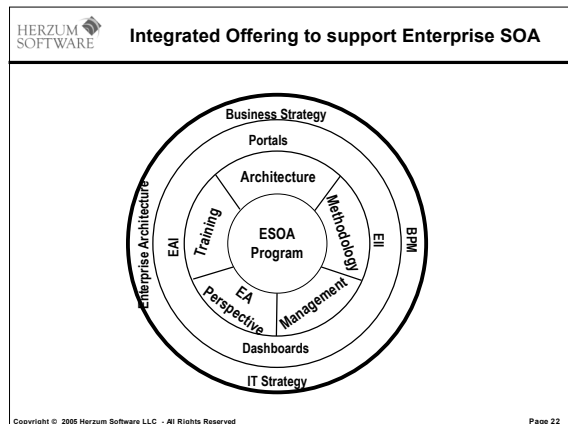 HERZUM
SOFTWARE
Integrated Offering to support Enterprise SOA
Business Strategy
Portals
Architecture
Enterprise Architecture
EAI
Training
ESOA
Program
Methodology
EII
BPM
EA
Perspective
Management
Dashboards
IT Strategy
Copyright © 2005 Herzum Software LLC - All Rights Reserved
Page 22